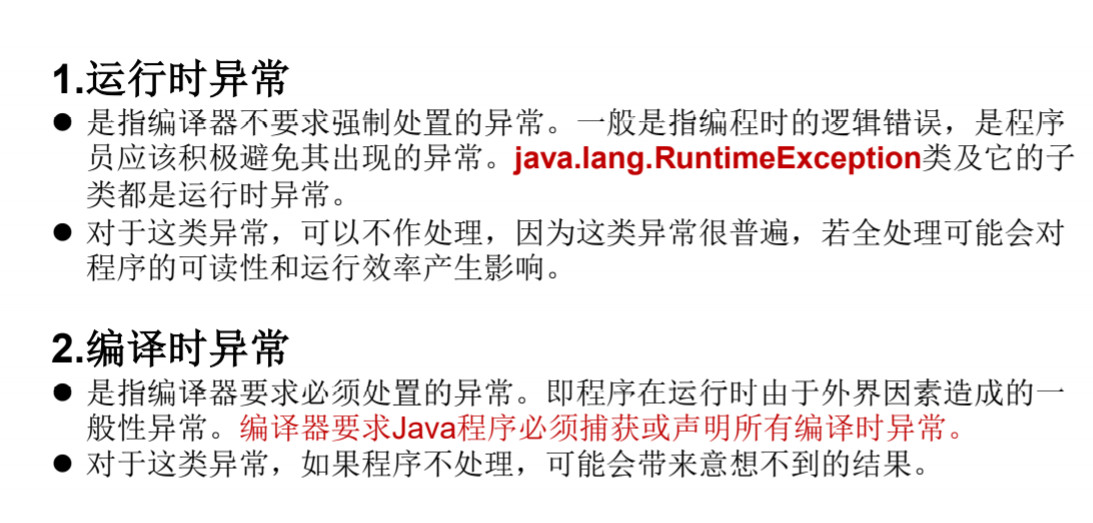 1.运行时异常
● 是指编译器不要求强制处置的异常。一般是指编程时的逻辑错误，是程序
员应该积极避免其出现的异常。java.lang.RuntimeException类及它的子
类都是运行时异常。
● 对于这类异常，可以不作处理，因为这类异常很普遍，若全处理可能会对
程序的可读性和运行效率产生影响。
2.编译时异常
● 是指编译器要求必须处置的异常。即程序在运行时由于外界因素造成的一
般性异常。编译器要求Java程序必须捕获或声明所有编译时异常。
● 对于这类异常，如果程序不处理，可能会带来意想不到的结果。